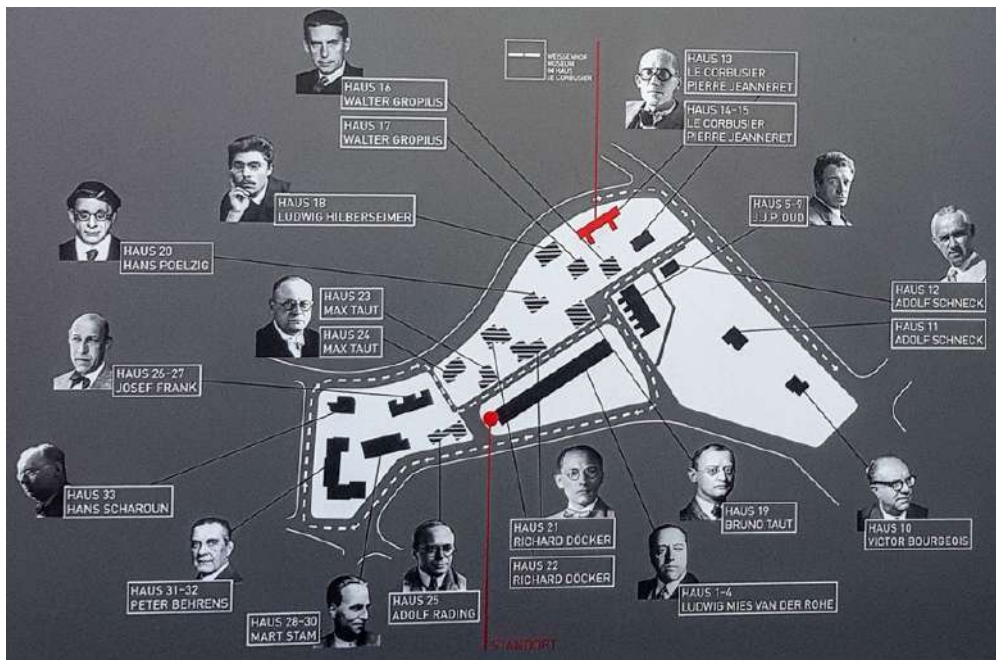 HAUS 16
WALTER GROPIUS
HAUS 17
WALTER GROPIUS
WEISSENHOF
MUSEUM
IM HAUS
LE CORBUSIER
HAUS 13
LE CORBUSIER
PIERRE JEANNERET
HAUS 14-15
LE CORBUSIER
PIERRE JEANNERET
HAUS 18
LUDWIG HILBERSEIMER
HAUS 5-9
J.J.P. OUD
HAUS 20
HANS POELZIG
HAUS 12
ADOLF SCHNECK
HAUS 11
ADOLF SCHNECK
HAUS 23
MAX TAUT
HAUS 24
MAX TAUT
HAUS 26-27
JOSEF FRANK
HAUS 33
HANS SCHAROUN
HAUS 21
RICHARD DÖCKER
HAUS 22
RICHARD DÖCKER
HAUS 19
BRUNO TAUT
HAUS 10
VICTOR BOURGEOIS
HAUS 31-32
PETER BEHRENS
HAUS 28-30
MART STAM
HAUS 25
ADOLF RADING
HAUS 1-4
LUDWIG MIES VAN DER ROHE
STANDORT